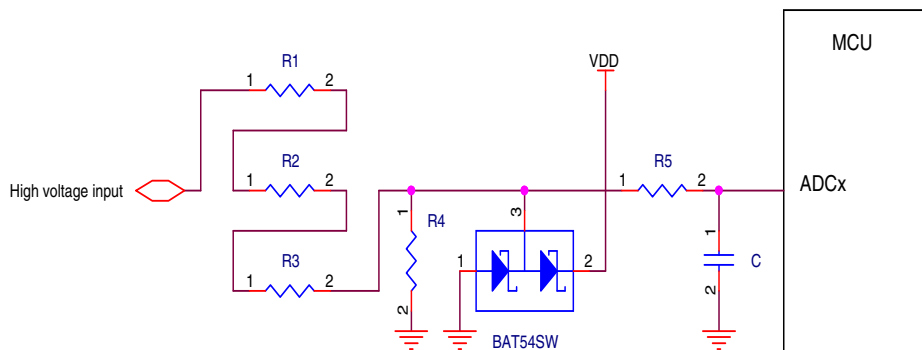 MCU
R1
VDD
1 2
R2
R5
1 2
1 2
High voltage input
ADCx
1
R4
3
R3
1 2
1 2
1
C
2
2
BAT54SW